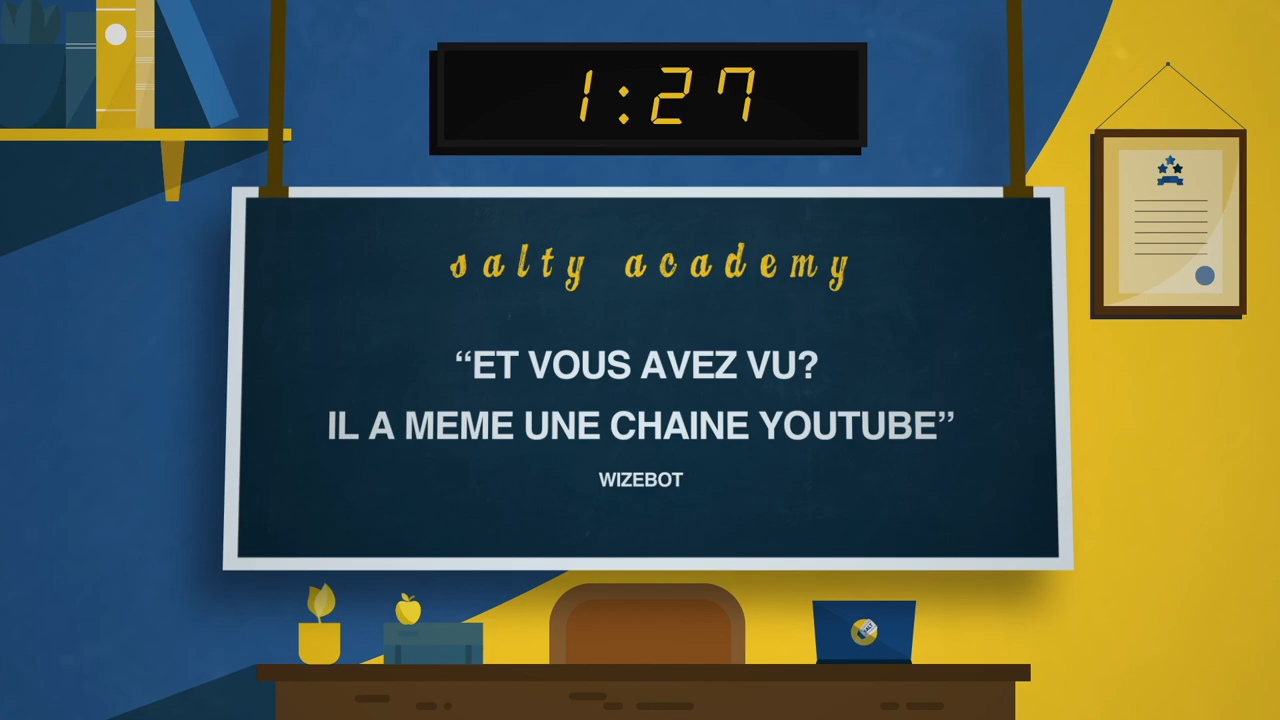 1:27
salty academy
“ET VOUS AVEZ VU?
IL A MEME UNE CHAINE YOUTUBE”
WIZEBOT